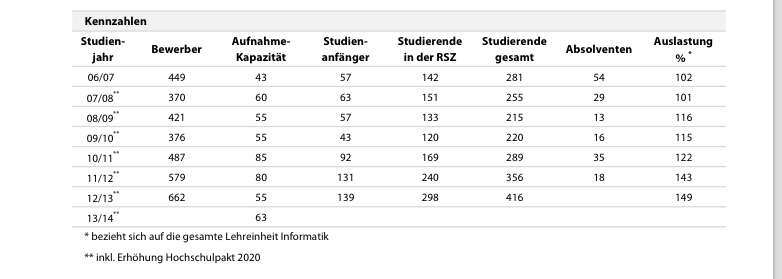 Kennzahlen
Studien- Aufnahme- Studien- Studierende Studierende Auslastung
Bewerber Absolventen
jahr Kapazität anfänger in der RSZ gesamt % *
06/07 449 43 57 142 281 54 102
07/08** 370 60 63 151 255 29 101
08/09** 421 55 57 133 215 13 116
09/10** 376 55 43 120 220 16 115
10/11** 487 85 92 169 289 35 122
11/12** 579 80 131 240 356 18 143
12/13** 662 55 139 298 416 149
13/14** 63
* bezieht sich auf die gesamte Lehreinheit Informatik
** inkl. Erhöhung Hochschulpakt 2020